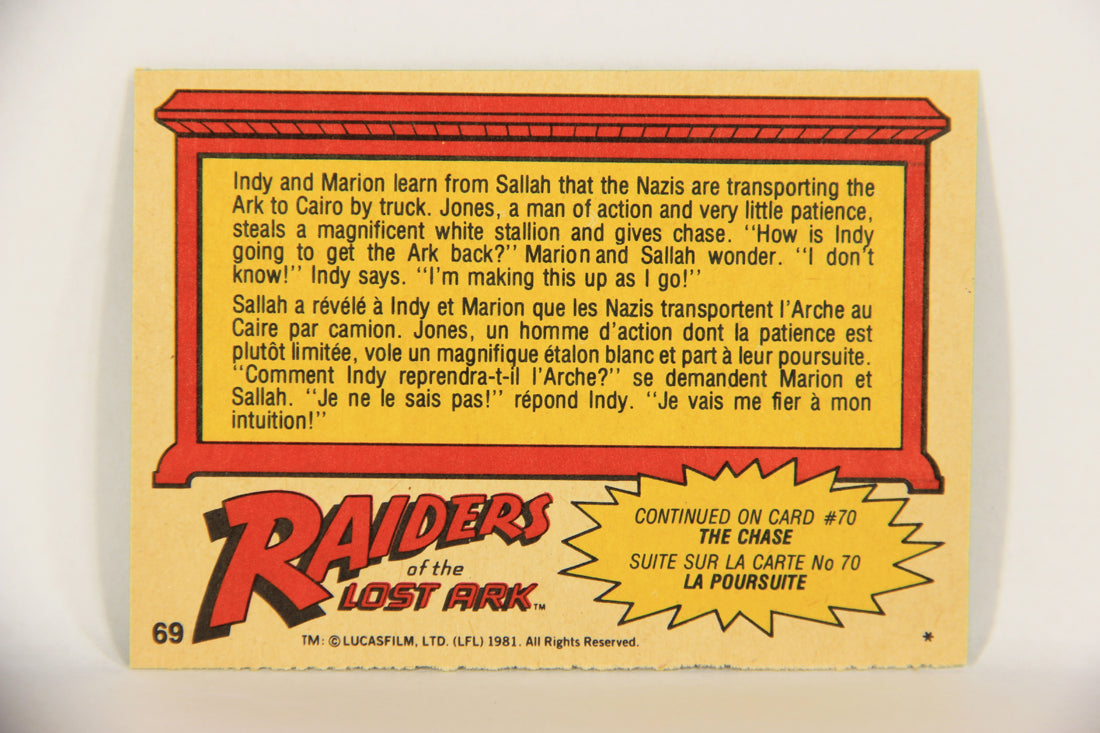 Indy and Marion learn from Sallah that the Nazis are transporting the
Ark to Cairo by truck. Jones, a man of action and very little patience,
steals a magnificent white stallion and gives chase. ‘‘How is Indy
going to get the Ark back?’’ Marion and Sallah wonder. ‘‘I don't
know!’’ Indy says. ‘‘I'm making this up as I go!’’
Sallah a révélé à Indy et Marion que les Nazis transportent l'Arche au
Caire par camion. Jones, un homme d'action dont la patience est
plutôt limitée, vole un magnifique étalon blanc et part à leur poursuite.
‘‘Comment Indy reprendra-t-il l'Arche?’’ se demandent Marion et
Sallah. ‘‘Je ne le sais pas!’’ répond Indy. ‘‘Je vais me fier à mon
intuition!’’
RAIDERS
of the
LOST ARK™
CONTINUED ON CARD #70
THE CHASE
SUITE SUR LA CARTE No 70
LA POURSUITE
69
TM: © LUCASFILM, LTD. (LFL) 1981. All Rights Reserved.
*